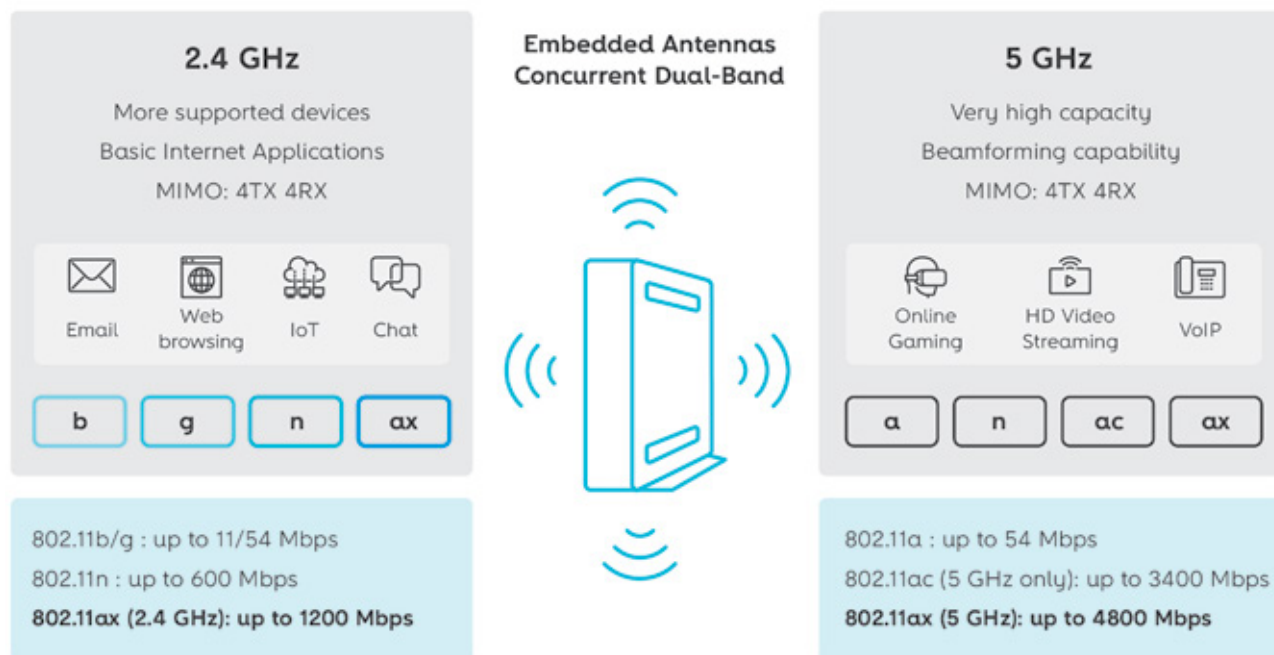 2.4 GHz
More supported devices
Basic Internet Applications
MIMO: 4TX 4RX
Email
Web
browsing
IoT
Chat
b
g
n
ax
802.11b/g : up to 11/54 Mbps
802.11n : up to 600 Mbps
802.11ax (2.4 GHz): up to 1200 Mbps
Embedded Antennas
Concurrent Dual-Band
5 GHz
Very high capacity
Beamforming capability
MIMO: 4TX 4RX
Online
Gaming
HD Video
Streaming
VoIP
a
n
ac
ax
802.11a : up to 54 Mbps
802.11ac (5 GHz only): up to 3400 Mbps
802.11ax (5 GHz): up to 4800 Mbps